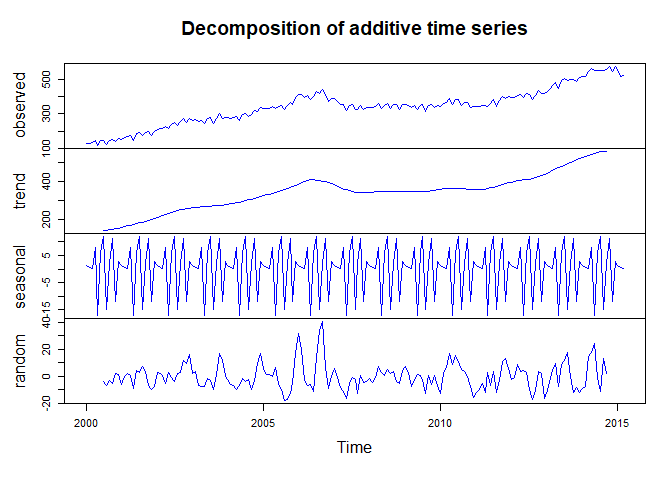 Decomposition of additive time series
observed
100 300 500
trend
200 400
seasonal
-15 -5 5
random
-20 0 20 40
2000 2005 2010 2015
Time